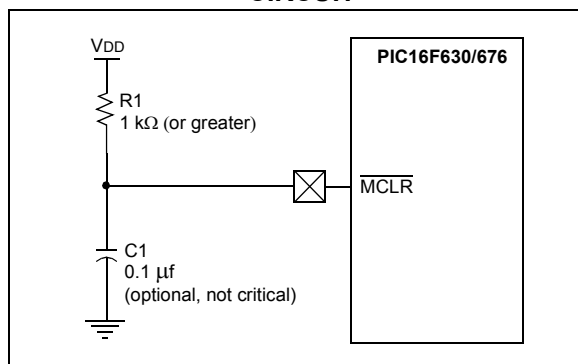 VDD
R1
1 kΩ (or greater)
C1
0.1 μf
(optional, not critical)
PIC16F630/676
MCLR